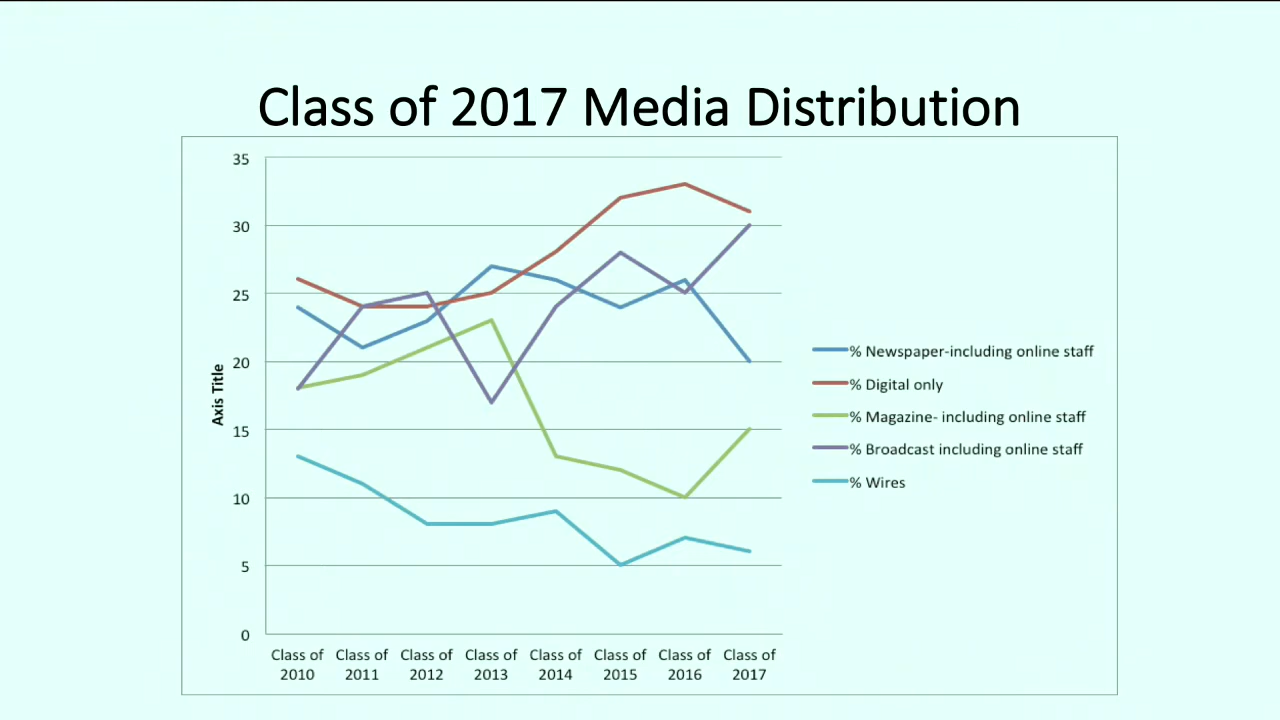 Class of 2017 Media Distribution
35
30
25
20
15
10
5
0
Axis Title
Class of 2010
Class of 2011
Class of 2012
Class of 2013
Class of 2014
Class of 2015
Class of 2016
Class of 2017
% Newspaper-including online staff
% Digital only
% Magazine- including online staff
% Broadcast including online staff
% Wires